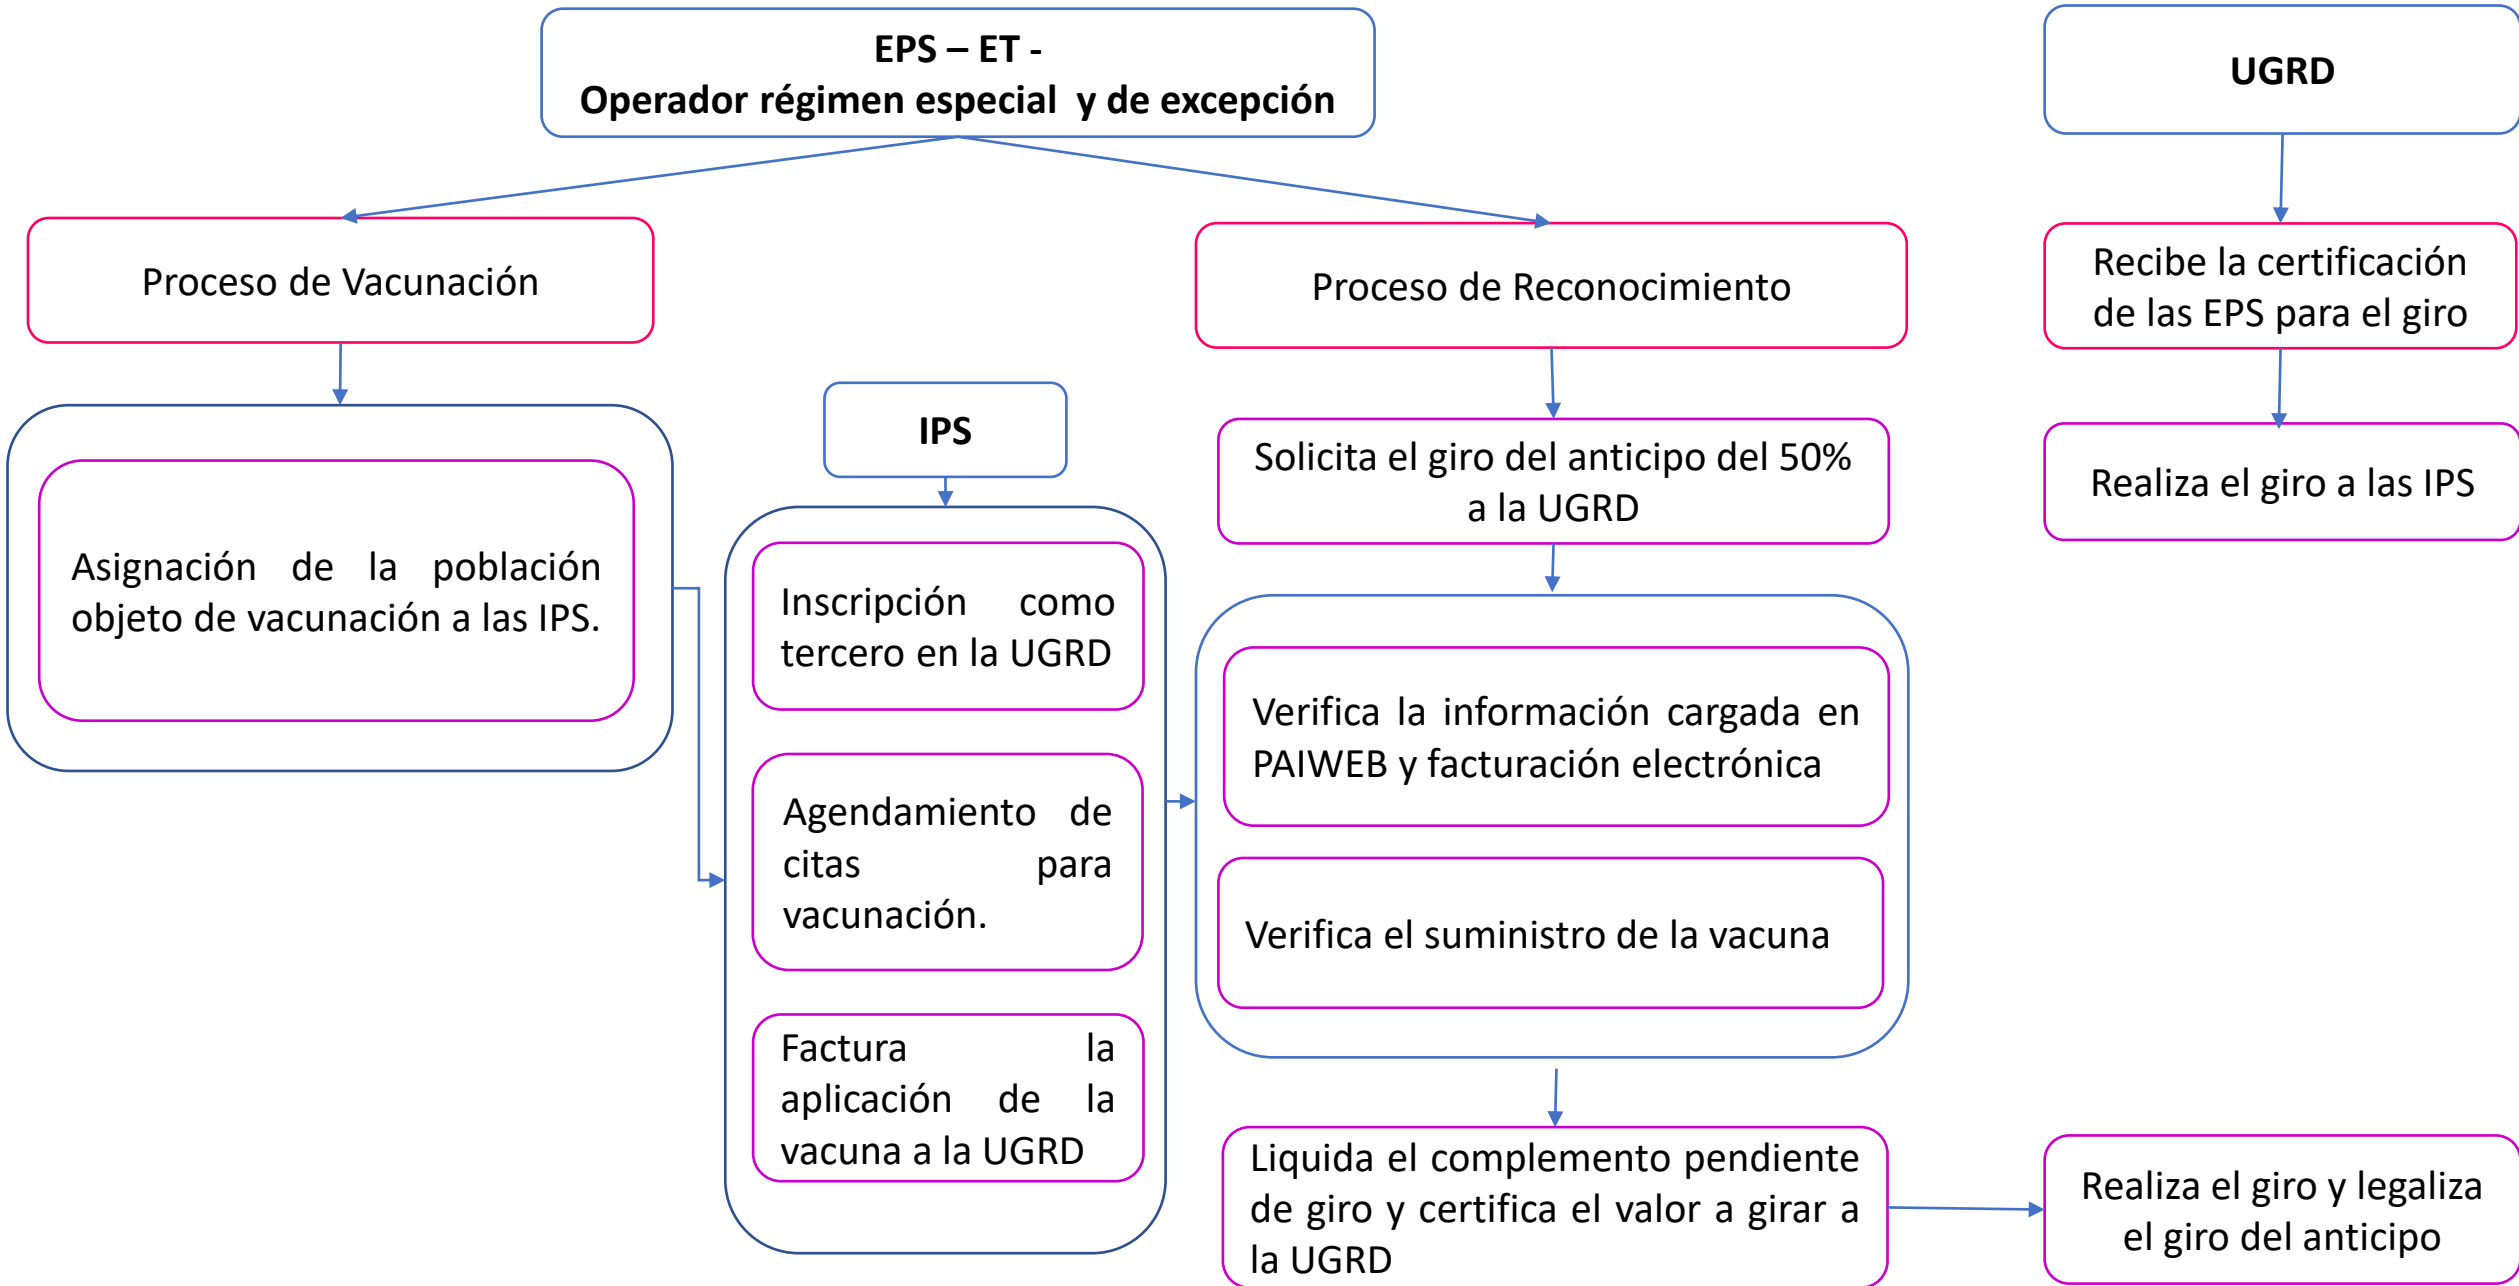 EPS – ET -
Operador régimen especial y de excepción
UGRD
Proceso de Vacunación
Proceso de Reconocimiento
Recibe la certificación
de las EPS para el giro
IPS
Solicita el giro del anticipo del 50%
a la UGRD
Realiza el giro a las IPS
Asignación de la población
objeto de vacunación a las IPS.
Inscripción como
tercero en la UGRD
Agendamiento de
citas para
vacunación.
Factura la
aplicación de la
vacuna a la UGRD
Verifica la información cargada en
PAIWEB y facturación electrónica
Verifica el suministro de la vacuna
Liquida el complemento pendiente
de giro y certifica el valor a girar a
la UGRD
Realiza el giro y legaliza
el giro del anticipo